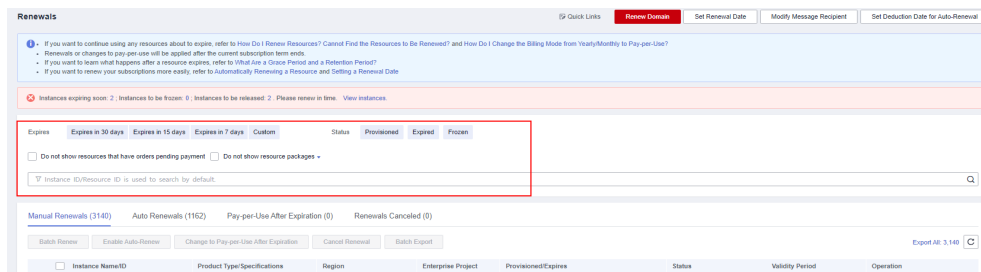 Renewals
Quick Links
Renew Domain
Set Renewal Date
Modify Message Recipient
Set Deduction Date for Auto-Renewal
• If you want to continue using any resources about to expire, refer to How Do I Renew Resources? Cannot Find the Resources to Be Renewed? and How Do I Change the Billing Mode from Yearly/Monthly to Pay-per-Use?
• Renewals or changes to pay-per-use will be applied after the current subscription term ends.
• If you want to learn what happens after a resource expires, refer to What Are a Grace Period and a Retention Period?
• If you want to renew your subscriptions more easily, refer to Automatically Renewing a Resource and Setting a Renewal Date
Instances expiring soon: 2 ; Instances to be frozen: 0 ; Instances to be released: 2 . Please renew in time. View instances.
Expires Expires in 30 days Expires in 15 days Expires in 7 days Custom Status Provisioned Expired Frozen
Do not show resources that have orders pending payment Do not show resource packages
Instance ID/Resource ID is used to search by default.
Manual Renewals (3140) Auto Renewals (1162) Pay-per-Use After Expiration (0) Renewals Canceled (0)
Batch Renew Enable Auto-Renew Change to Pay-per-Use After Expiration Cancel Renewal Batch Export Export All: 3,140
Instance Name/ID Product Type/Specifications Region Enterprise Project Provisioned/Expires Status Validity Period Operation